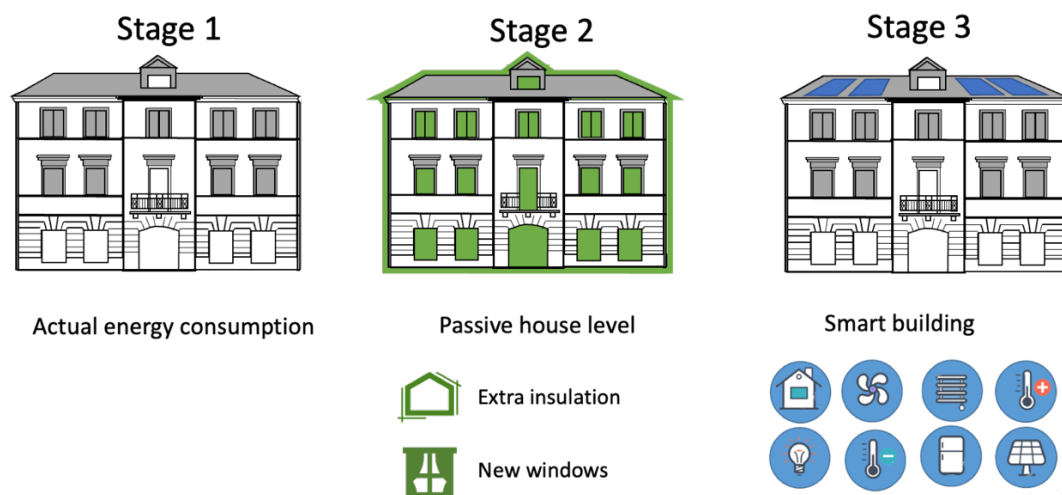 Stage 1
Stage 2
Stage 3
Actual energy consumption
Passive house level
Smart building
Extra insulation
New windows